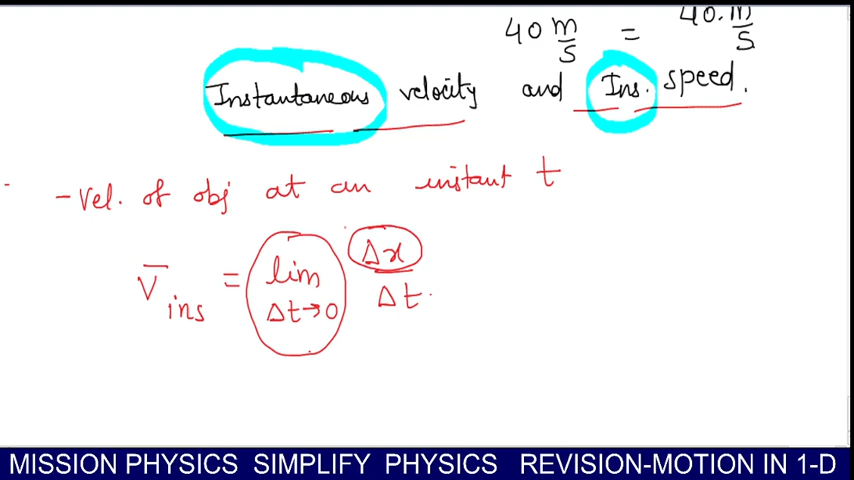 40 m/s = 40. m/s
Instantaneous velocity and Ins. speed.
- Vel. of obj at an instant t
V̄ins = lim Δt→0 Δx/Δt.
MISSION PHYSICS SIMPLIFY PHYSICS REVISION-MOTION IN 1-D